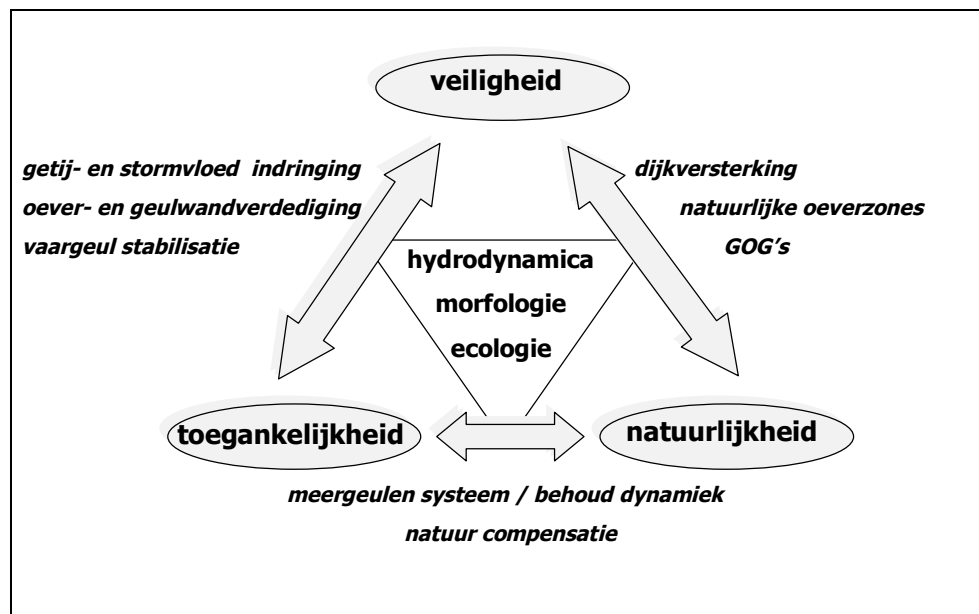 veiligheid
getij- en stormvloed indringing
oever- en geulwandverdediging
vaargeul stabilisatie
dijkversterking
natuurlijke oeverzones
GOG's
hydrodynamica
morfologie
ecologie
toegankelijkheid
natuurlijkheid
meergeulen systeem / behoud dynamiek
natuur compensatie